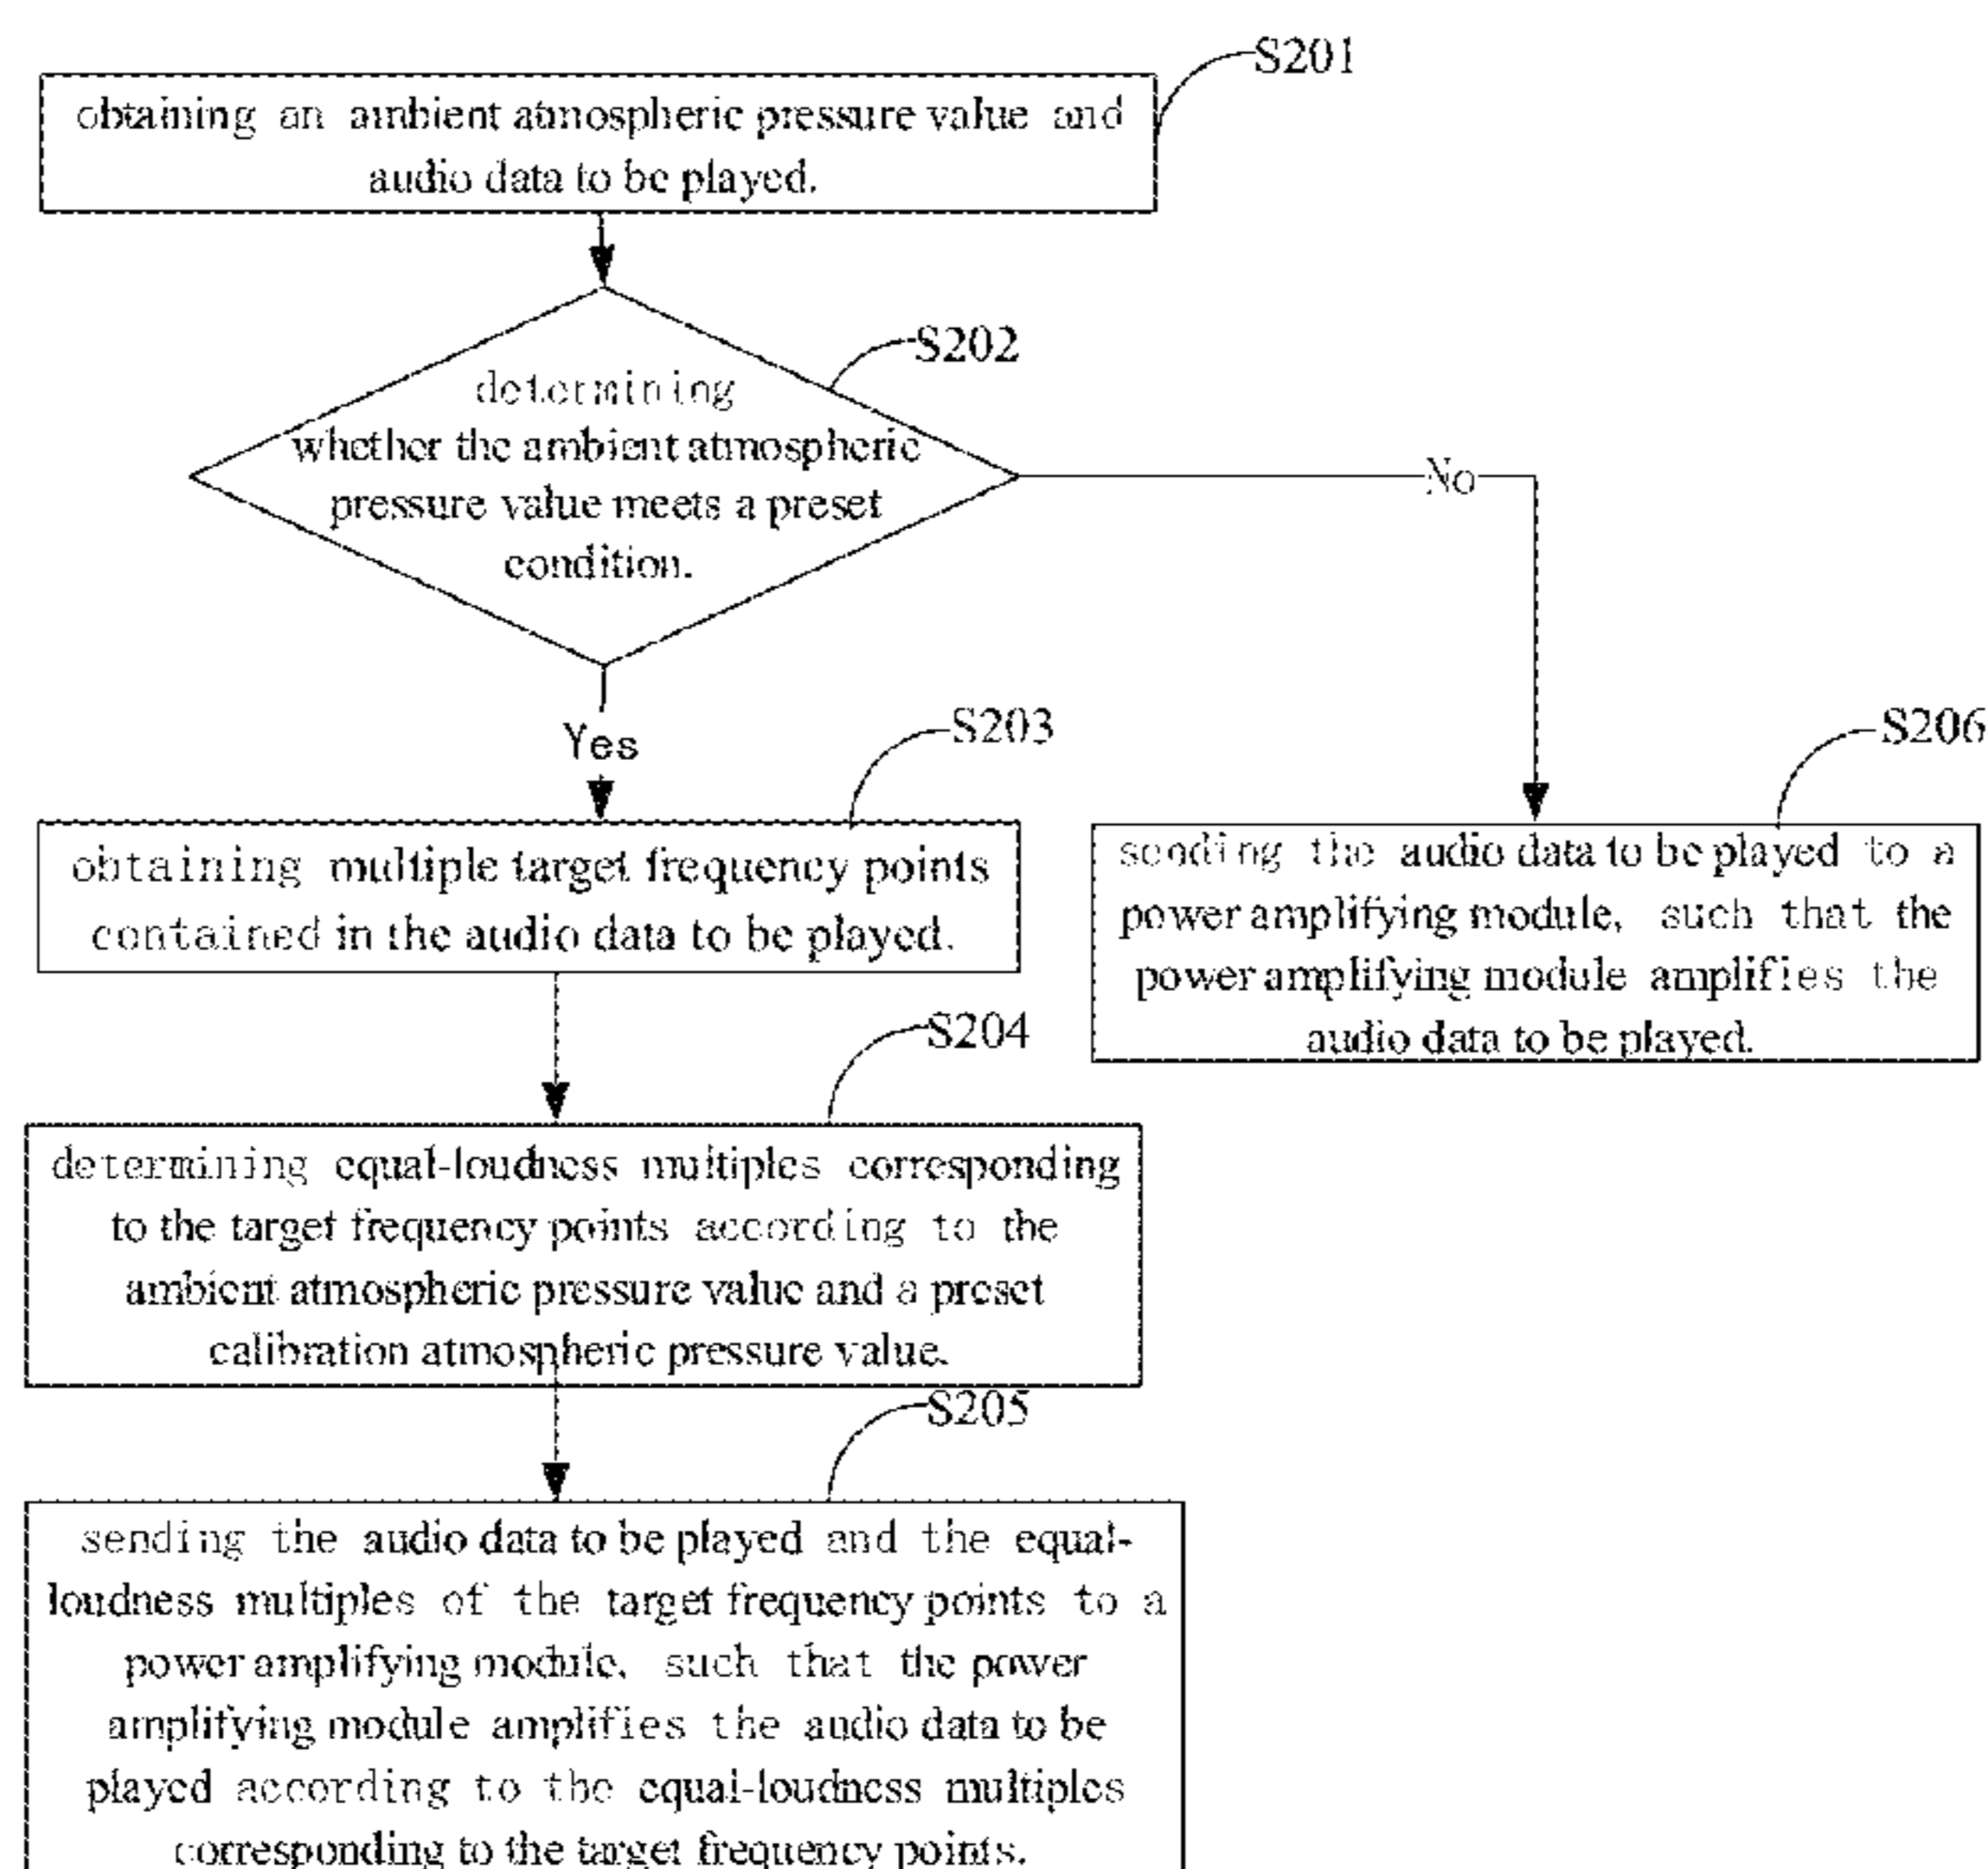 S201
obtaining an ambient atmospheric pressure value and
audio data to be played.
S202
determining
whether the ambient atmospheric
pressure value meets a preset
condition.
No
Yes
S203
obtaining multiple target frequency points
contained in the audio data to be played.
S206
sending the audio data to be played to a
power amplifying module, such that the
power amplifying module amplifies the
audio data to be played.
S204
determining equal-loudness multiples corresponding
to the target frequency points according to the
ambient atmospheric pressure value and a preset
calibration atmospheric pressure value.
S205
sending the audio data to be played and the equal-
loudness multiples of the target frequency points to a
power amplifying module, such that the power
amplifying module amplifies the audio data to be
played according to the equal-loudness multiples
corresponding to the target frequency points.